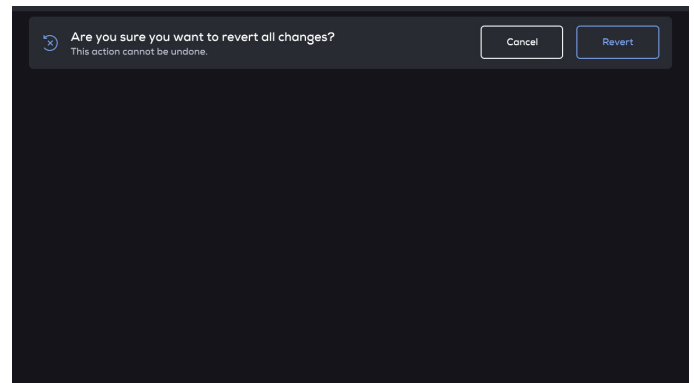 Are you sure you want to revert all changes?
This action cannot be undone.
Cancel
Revert